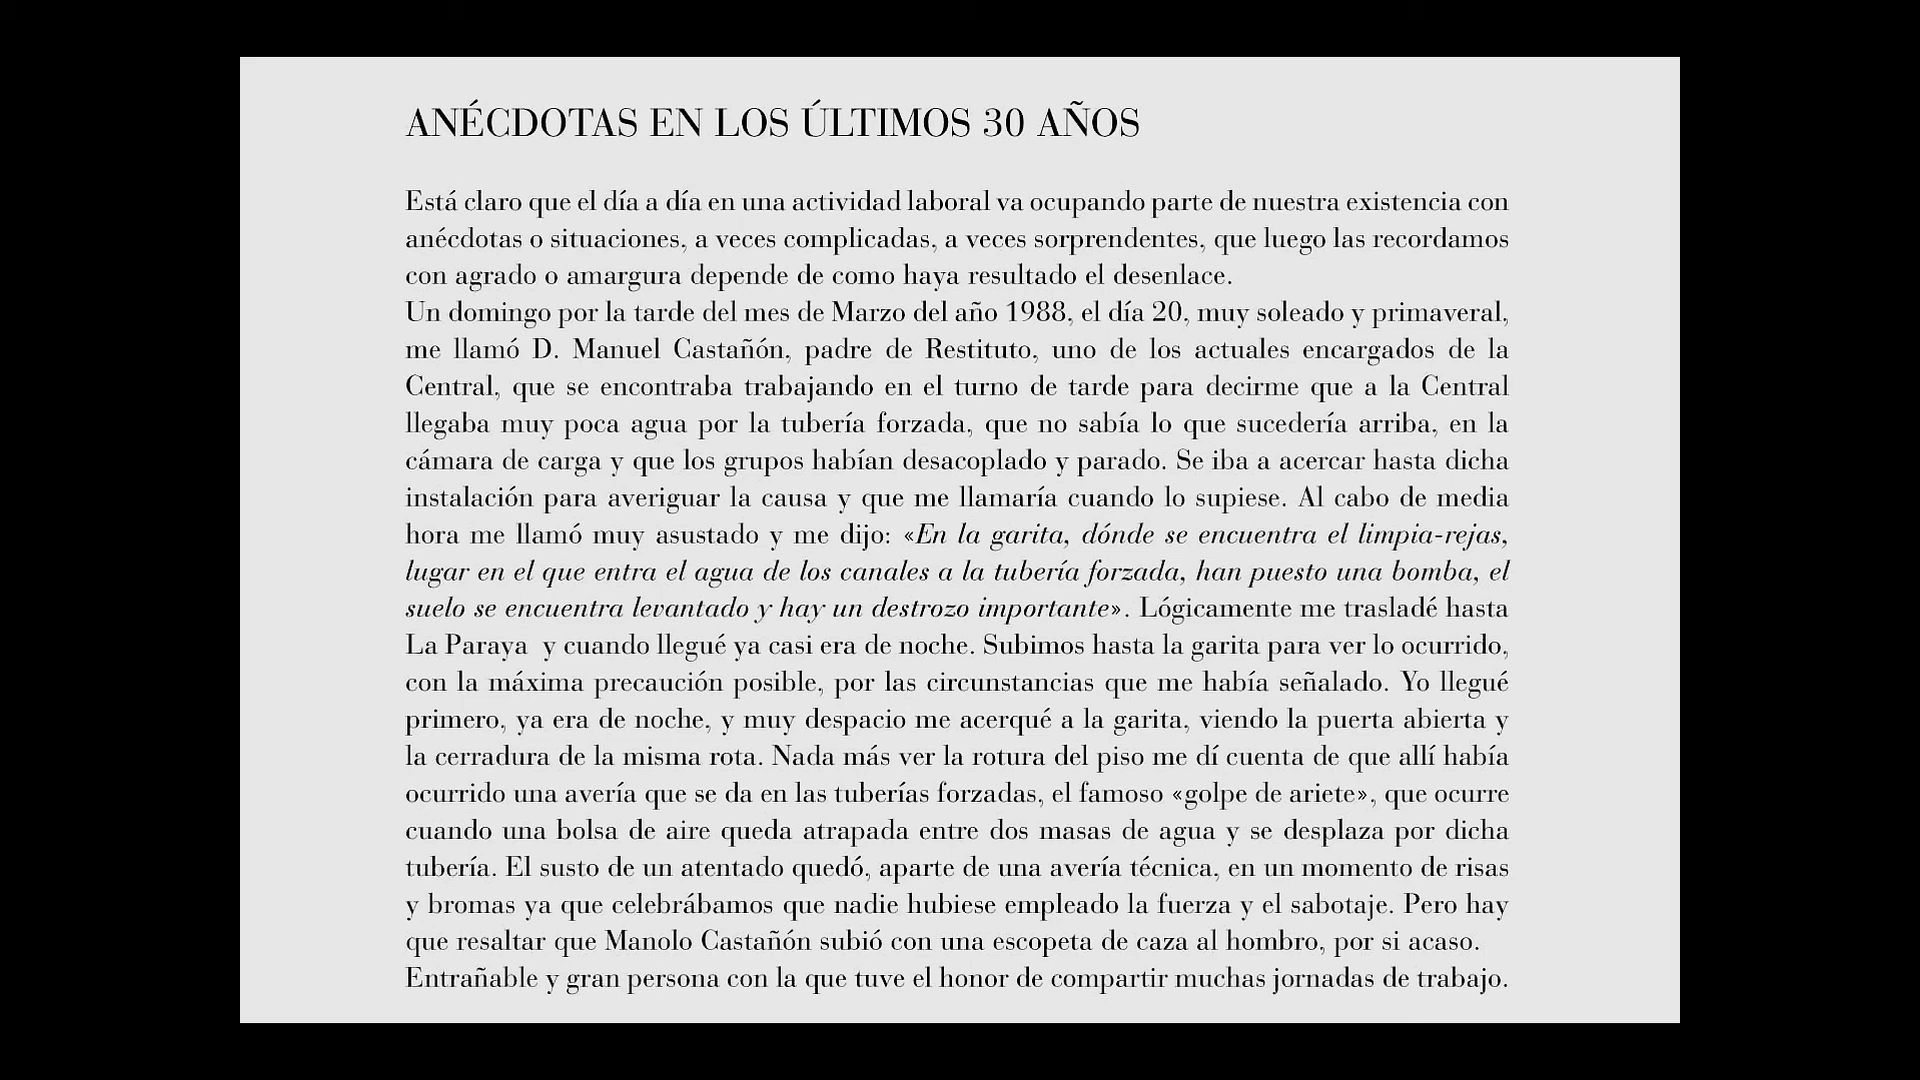 ANÉCDOTAS EN LOS ÚLTIMOS 30 AÑOS
Está claro que el día a día en una actividad laboral va ocupando parte de nuestra existencia con
anécdotas o situaciones, a veces complicadas, a veces sorprendentes, que luego las recordamos
con agrado o amargura depende de como haya resultado el desenlace.
Un domingo por la tarde del mes de Marzo del año 1988, el día 20, muy soleado y primaveral,
me llamó D. Manuel Castañón, padre de Restituto, uno de los actuales encargados de la
Central, que se encontraba trabajando en el turno de tarde para decirme que a la Central
llegaba muy poca agua por la tubería forzada, que no sabía lo que sucedería arriba, en la
cámara de carga y que los grupos habían desacoplado y parado. Se iba a acercar hasta dicha
instalación para averiguar la causa y que me llamaría cuando lo supiese. Al cabo de media
hora me llamó muy asustado y me dijo: «En la garita, dónde se encuentra el limpia-rejas,
lugar en el que entra el agua de los canales a la tubería forzada, han puesto una bomba, el
suelo se encuentra levantado y hay un destrozo importante». Lógicamente me trasladé hasta
La Paraya y cuando llegué ya casi era de noche. Subimos hasta la garita para ver lo ocurrido,
con la máxima precaución posible, por las circunstancias que me había señalado. Yo llegué
primero, ya era de noche, y muy despacio me acerqué a la garita, viendo la puerta abierta y
la cerradura de la misma rota. Nada más ver la rotura del piso me dí cuenta de que allí había
ocurrido una avería que se da en las tuberías forzadas, el famoso «golpe de ariete», que ocurre
cuando una bolsa de aire queda atrapada entre dos masas de agua y se desplaza por dicha
tubería. El susto de un atentado quedó, aparte de una avería técnica, en un momento de risas
y bromas ya que celebrábamos que nadie hubiese empleado la fuerza y el sabotaje. Pero hay
que resaltar que Manolo Castañón subió con una escopeta de caza al hombro, por si acaso.
Entrañable y gran persona con la que tuve el honor de compartir muchas jornadas de trabajo.